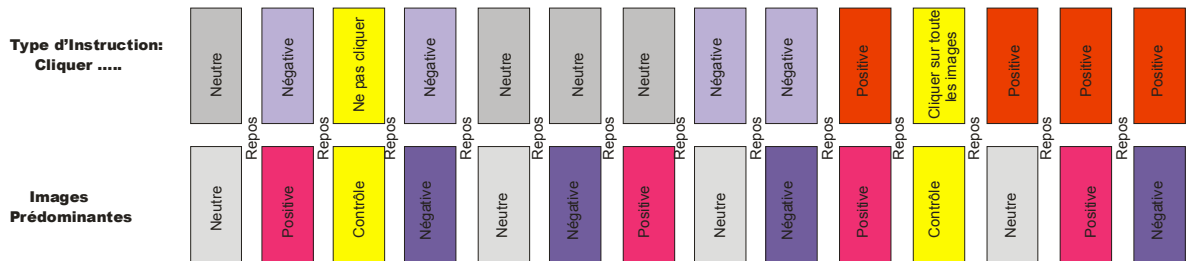 Type d'Instruction:
Cliquer .....
Neutre
Négative
Ne pas cliquer
Négative
Neutre
Neutre
Neutre
Négative
Négative
Positive
Cliquer sur toute
les images
Positive
Positive
Positive
Repos
Repos
Repos
Repos
Repos
Repos
Repos
Repos
Repos
Repos
Repos
Repos
Repos
Images
Prédominantes
Neutre
Positive
Contrôle
Négative
Neutre
Négative
Positive
Neutre
Négative
Positive
Contrôle
Neutre
Positive
Négative